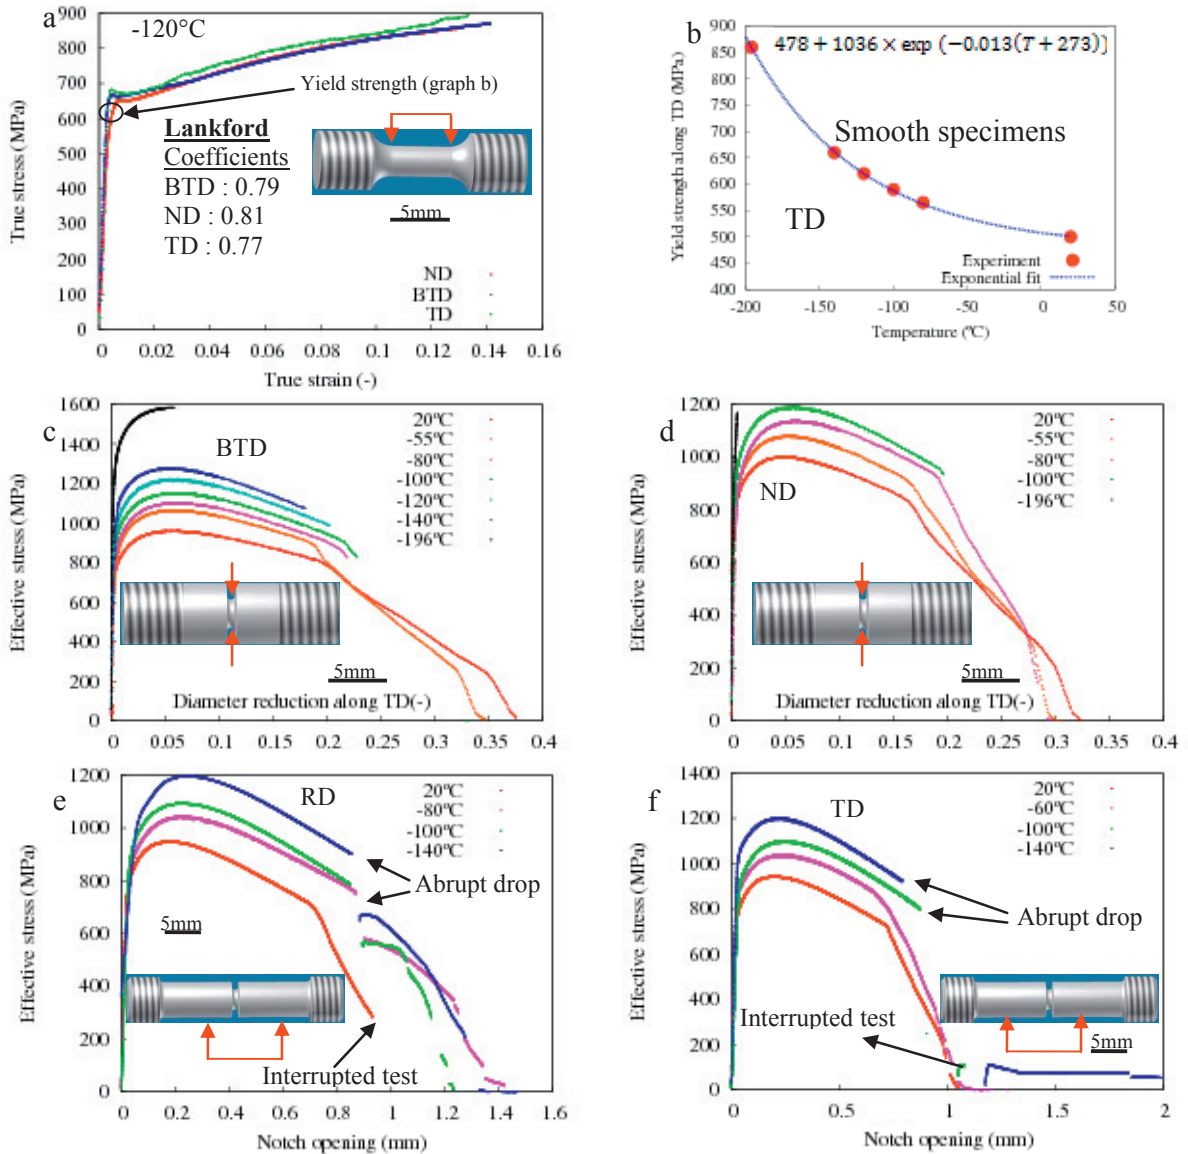 a
-120°C
True stress (MPa)
900
800
700
600
500
400
300
200
100
0
Yield strength (graph b)
Lankford
Coefficients
BTD : 0.79
ND : 0.81
TD : 0.77
5mm
ND
BTD
TD
0 0.02 0.04 0.06 0.08 0.1 0.12 0.14 0.16
True strain (-)
b
478 + 1036 × exp (−0.013(T + 273))
Yield strength along TD (MPa)
900
850
800
750
700
650
600
550
500
450
400
Smooth specimens
TD
Experiment
Exponential fit
-200 -150 -100 -50 0 50
Temperature (°C)
c
BTD
Effective stress (MPa)
1600
1400
1200
1000
800
600
400
200
0
20°C
-55°C
-80°C
-100°C
-120°C
-140°C
-196°C
5mm
Diameter reduction along TD(-)
0 0.05 0.1 0.15 0.2 0.25 0.3 0.35 0.4
d
ND
Effective stress (MPa)
1200
1000
800
600
400
200
0
20°C
-55°C
-80°C
-100°C
-196°C
5mm
Diameter reduction along TD(-)
0 0.05 0.1 0.15 0.2 0.25 0.3 0.35 0.4
e
RD
Effective stress (MPa)
1200
1000
800
600
400
200
0
20°C
-80°C
-100°C
-140°C
Abrupt drop
5mm
Interrupted test
0 0.2 0.4 0.6 0.8 1 1.2 1.4 1.6
Notch opening (mm)
f
TD
Effective stress (MPa)
1400
1200
1000
800
600
400
200
0
20°C
-60°C
-100°C
-140°C
Abrupt drop
Interrupted test
5mm
0 0.5 1 1.5 2
Notch opening (mm)